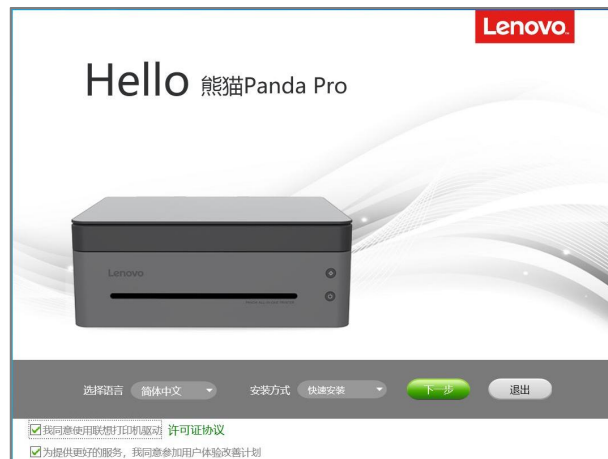 Lenovo
Hello 熊猫Panda Pro
Lenovo
选择语言 简体中文 安装方式 快速安装 下一步 退出
我同意使用联想打印机驱动 许可证协议
为提供更好的服务，我同意参加用户体验改善计划